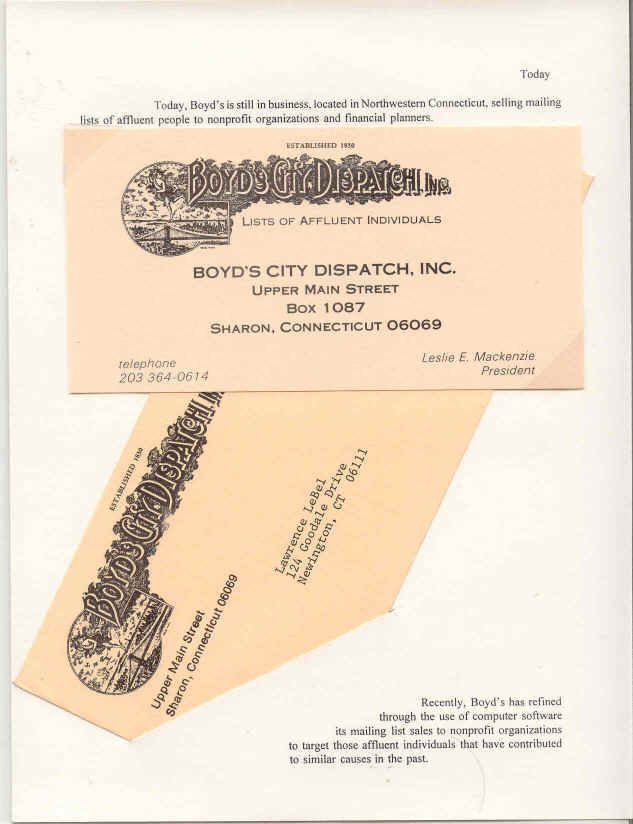 Today
Today, Boyd's is still in business, located in Northwestern Connecticut, selling mailing
lists of affluent people to nonprofit organizations and financial planners.
ESTABLISHED 1830
BOYD'S CITY DISPATCH, INC.
LISTS OF AFFLUENT INDIVIDUALS
BOYD'S CITY DISPATCH, INC.
UPPER MAIN STREET
BOX 1087
SHARON, CONNECTICUT 06069
telephone
203 364-0614
Leslie E. Mackenzie
President
ESTABLISHED 1830
BOYD'S CITY DISPATCH, IN
Upper Main Street
Sharon, Connecticut 06069
Lawrence LeBel
124 Goodale Drive
Newington, CT 06111
Recently, Boyd's has refined
through the use of computer software
its mailing list sales to nonprofit organizations
to target those affluent individuals that have contributed
to similar causes in the past.